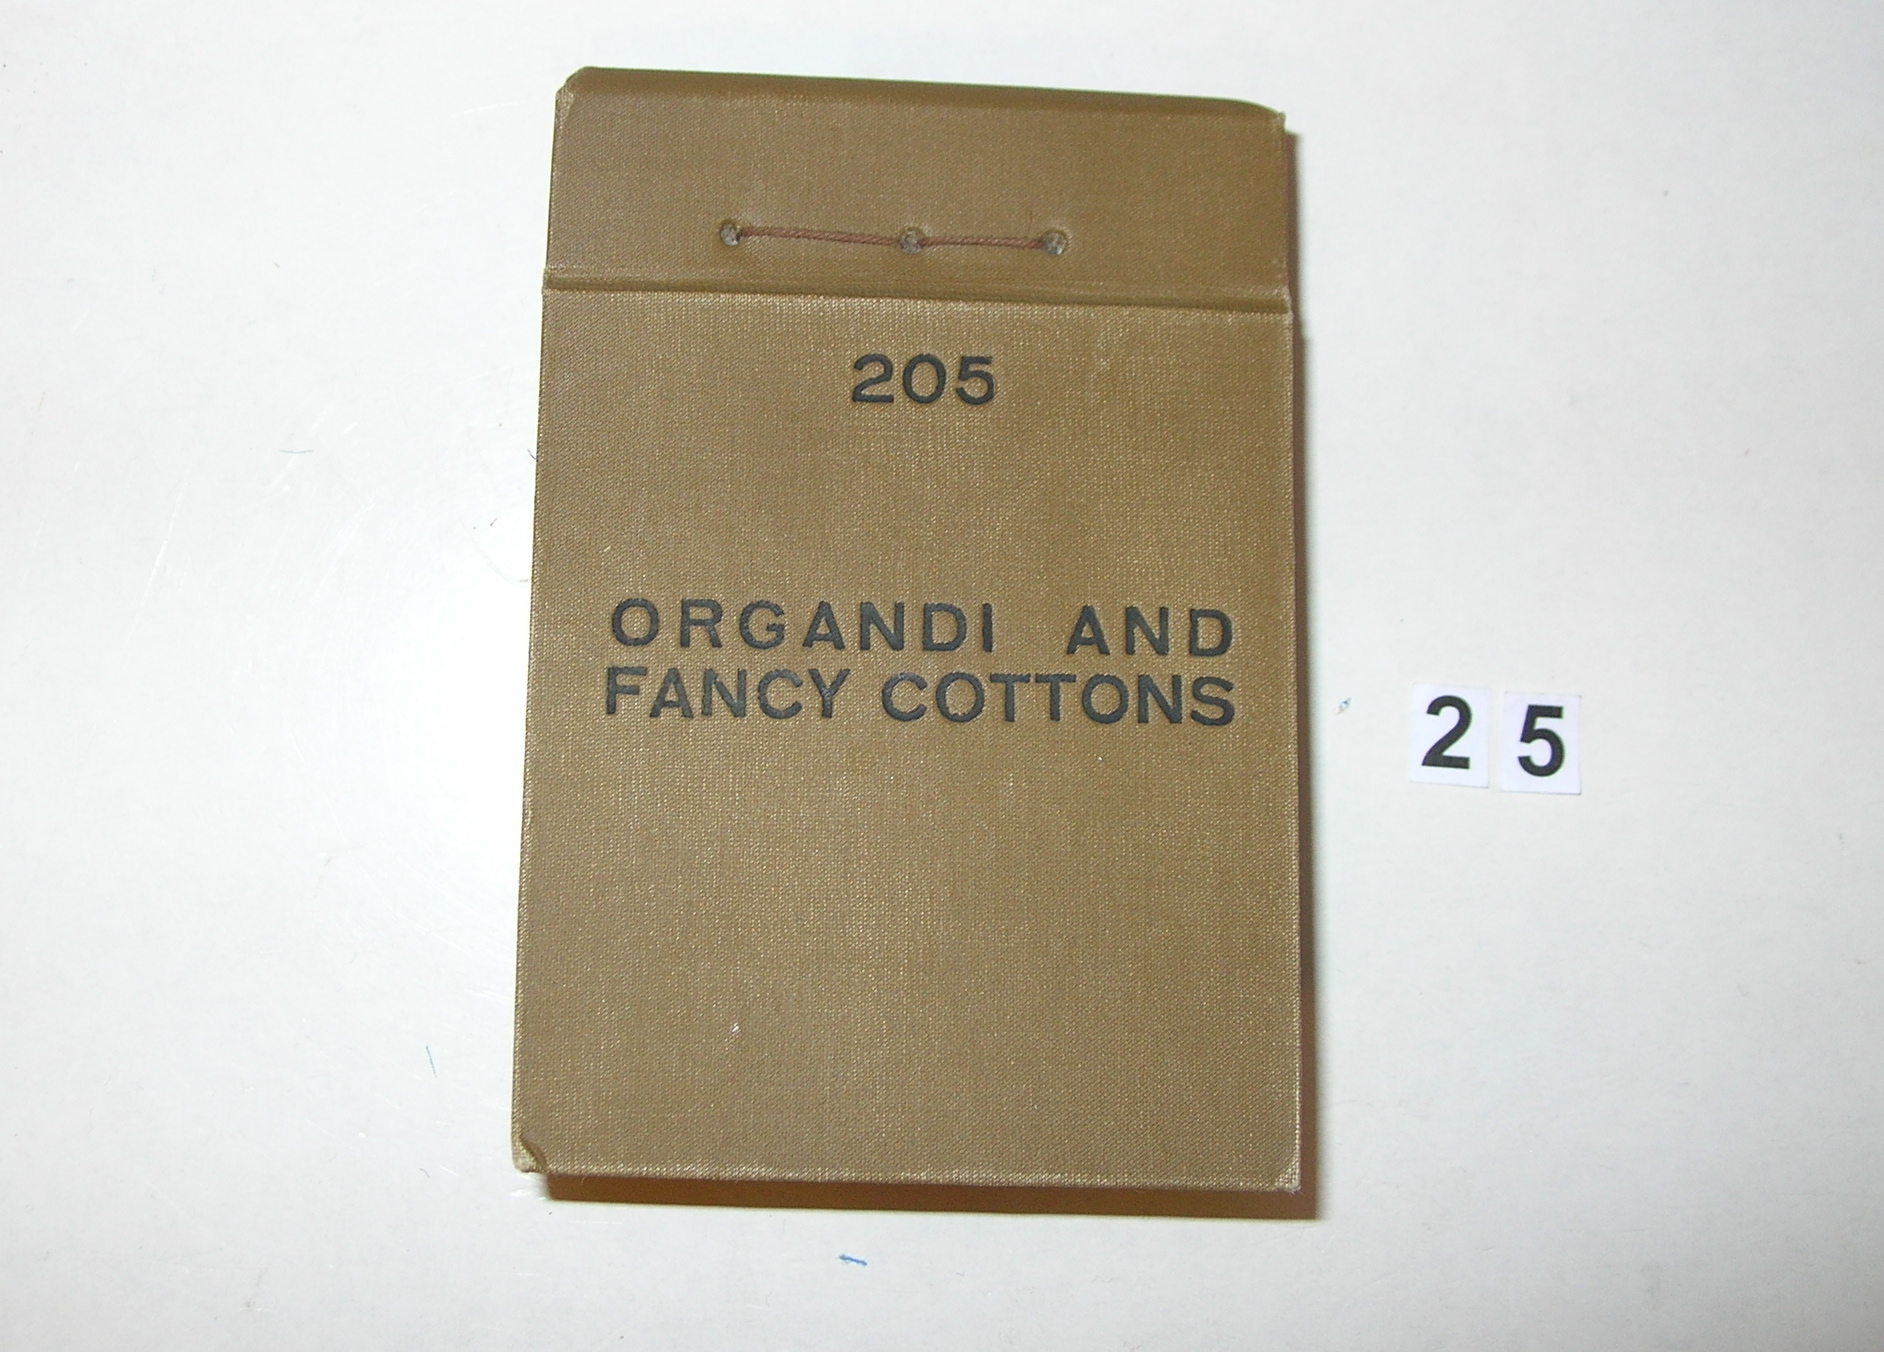 205
ORGANDI AND
FANCY COTTONS
25